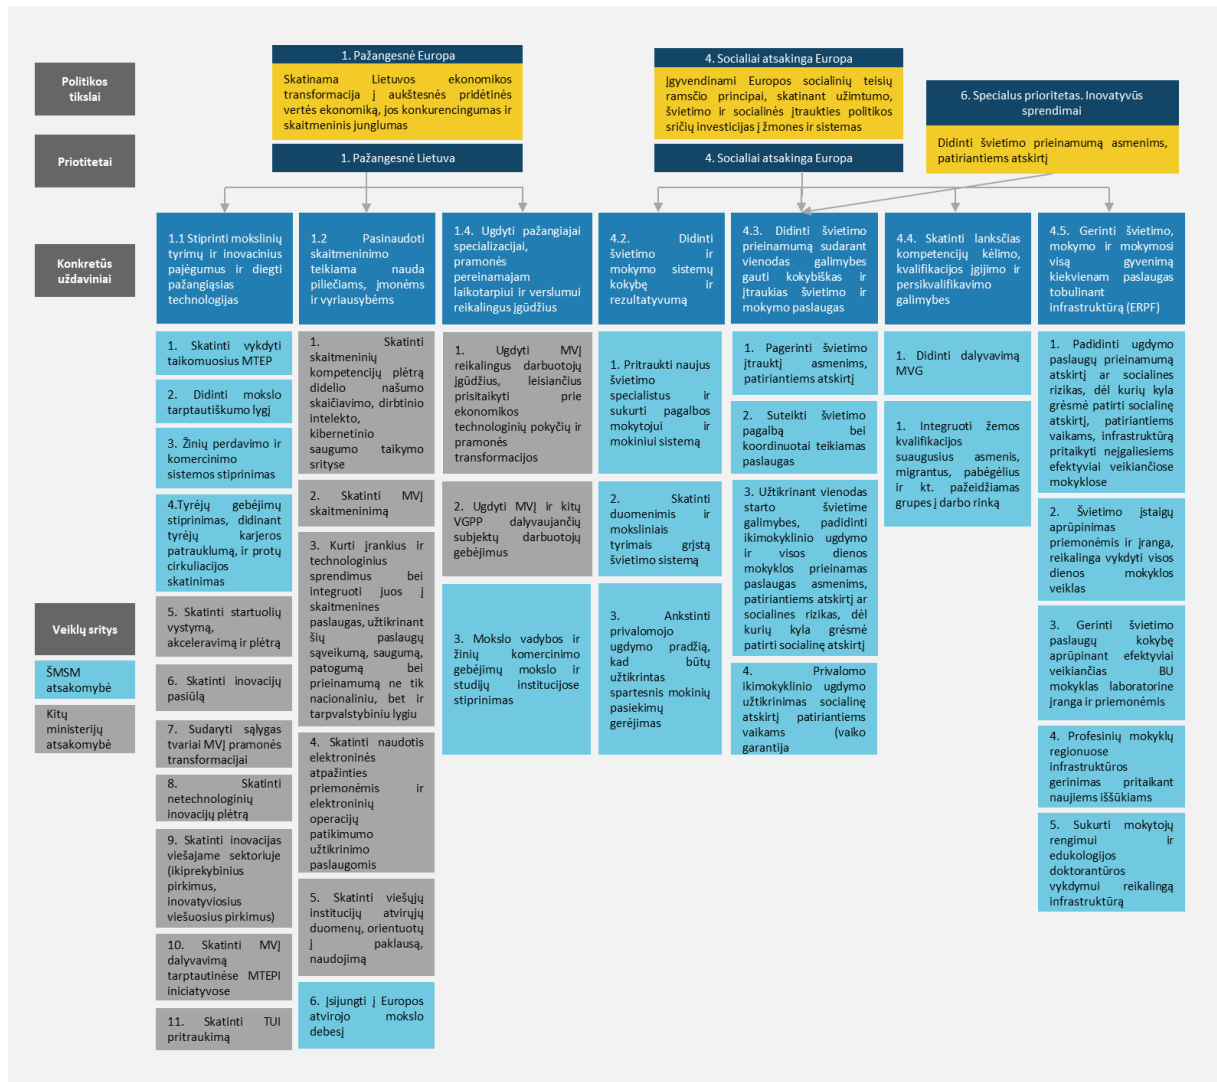 Politikos
tikslai
1. Pažangesnė Europa
Skatinama Lietuvos ekonomikos
transformacija į aukštesnės pridėtinės
vertės ekonomiką, jos konkurencingumas ir
skaitmeninis junglumas
4. Socialiai atsakinga Europa
Įgyvendinami Europos socialinių teisių
ramsčio principai, skatinant užimtumo,
švietimo ir socialinės įtraukties politikos
sričių investicijas į žmones ir sistemas
6. Specialus prioritetas. Inovatyvūs
sprendimai
Didinti švietimo prieinamumą asmenims,
patiriantiems atskirtį
Priotitetai
1. Pažangesnė Lietuva
4. Socialiai atsakinga Europa
Konkretūs
uždaviniai
1.1 Stiprinti mokslinių
tyrimų ir inovacinius
pajėgumus ir diegti
pažangiąsias
technologijas
1.2 Pasinaudoti
skaitmeninimo
teikiama nauda
piliečiams, įmonėms
ir vyriausybėms
1.4. Ugdyti pažangiajai
specializacijai,
pramonės
pereinamajam
laikotarpiui ir verslumui
reikalingus įgūdžius
4.2. Didinti
švietimo ir
mokymo sistemų
kokybę ir
rezultatyvumą
4.3. Didinti švietimo
prieinamumą sudarant
vienodas galimybes
gauti kokybiškas ir
įtraukias švietimo ir
mokymo paslaugas
4.4. Skatinti lanksčias
kompetencijų kėlimo,
kvalifikacijos įgijimo ir
persikvalifikavimo
galimybes
4.5. Gerinti švietimo,
mokymo ir mokymosi
visą gyvenimą
kiekvienam paslaugas
tobulinant
infrastruktūrą (ERPF)
Veiklų sritys
ŠMSM
atsakomybė
Kitų
ministerijų
atsakomybė
1. Skatinti vykdyti
taikomuosius MTEP
2. Didinti mokslo
tarptautiškumo lygį
3. Žinių perdavimo ir
komercinimo
sistemos stiprinimas
4.Tyrėjų gebėjimų
stiprinimas, didinant
tyrėjų karjeros
patrauklumą, ir protų
cirkuliacijos
skatinimas
5. Skatinti startuolių
vystymą,
akceleravimą ir plėtrą
6. Skatinti inovacijų
pasiūlą
7. Sudaryti sąlygas
tvariai MVĮ pramonės
transformacijai
8. Skatinti
netechnologinių
inovacijų plėtrą
9. Skatinti inovacijas
viešajame sektoriuje
(ikiprekybinius
pirkimus,
inovatyviosius
viešuosius pirkimus)
10. Skatinti MVĮ
dalyvavimą
tarptautinėse MTEPI
iniciatyvose
11. Skatinti TUI
pritraukimą
1. Skatinti
skaitmeninių
kompetencijų plėtrą
didelio našumo
skaičiavimo, dirbtinio
intelekto,
kibernetinio
saugumo taikymo
srityse
2. Skatinti MVĮ
skaitmeninimą
3. Kurti įrankius ir
technologinius
sprendimus bei
integruoti juos į
skaitmenines
paslaugas, užtikrinant
šių paslaugų
sąveikumą, saugumą,
patogumą bei
prieinamumą ne tik
nacionaliniu, bet ir
tarpvalstybiniu lygiu
4. Skatinti naudotis
elektroninės
atpažinties
priemonėmis ir
elektroninių
operacijų
patikimumo
užtikrinimo
paslaugomis
5. Skatinti viešųjų
institucijų atvirųjų
duomenų, orientuotų
į paklausą,
naudojimą
6. Įsijungti į Europos
atvirojo mokslo
debesį
1. Ugdyti MVĮ
reikalingus darbuotojų
įgūdžius, leisiančius
prisitaikyti prie
ekonomikos
technologinių pokyčių ir
pramonės
transformacijos
2. Ugdyti MVĮ ir kitų
VGPP dalyvaujančių
subjektų darbuotojų
gebėjimus
3. Mokslo vadybos ir
žinių komercinimo
gebėjimų mokslo ir
studijų institucijose
stiprinimas
1. Pritraukti naujus
švietimo
specialistus ir
sukurti pagalbos
mokytojui ir
mokiniui sistemą
2. Skatinti
duomenimis ir
moksliniais
tyrimais grįstą
švietimo sistemą
3. Ankstinti
privalomojo
ugdymo pradžią,
kad būtų
užtikrintas
spartesnis mokinių
pasiekimų
gerėjimas
1. Pagerinti švietimo
įtrauktį asmenims,
patiriantiems atskirtį
2. Suteikti švietimo
pagalbą bei
koordinuotai teikiamas
paslaugas
3. Užtikrinant vienodas
starto švietime
galimybes, padidinti
ikimokyklinio ugdymo
ir visos dienos
mokyklos prieinamas
paslaugas asmenims,
patiriantiems atskirtį ar
socialines rizikas, dėl
kurių kyla grėsmė
patirti socialinę atskirtį
4. Privalomo
ikimokyklinio ugdymo
užtikrinimas socialinę
atskirtį patiriantiems
vaikams (vaiko
garantija
1. Didinti dalyvavimą
MVG
1. Integruoti žemos
kvalifikacijos
suaugusius asmenis,
migrantus, pabėgėlius
ir kt. pažeidžiamas
grupes į darbo rinką
1. Padidinti ugdymo
paslaugų prieinamumą
atskirtį ar socialines
rizikas, dėl kurių kyla
grėsmė patirti socialinę
atskirtį, patiriantiems
vaikams, infrastruktūrą
pritaikyti neįgaliesiems
efektyviai veikiančiose
mokyklose
2. Švietimo įstaigų
aprūpinimas
priemonėmis ir įranga,
reikalinga vykdyti visos
dienos mokyklos
veiklas
3. Gerinti švietimo
paslaugų kokybę
aprūpinant efektyviai
veikiančias BU
mokyklas laboratorine
įranga ir priemonėmis
4. Profesinių mokyklų
regionuose
infrastruktūros
gerinimas pritaikant
naujiems iššūkiams
5. Sukurti mokytojų
rengimui ir
edukologijos
doktorantūros
vykdymui reikalingą
infrastruktūrą